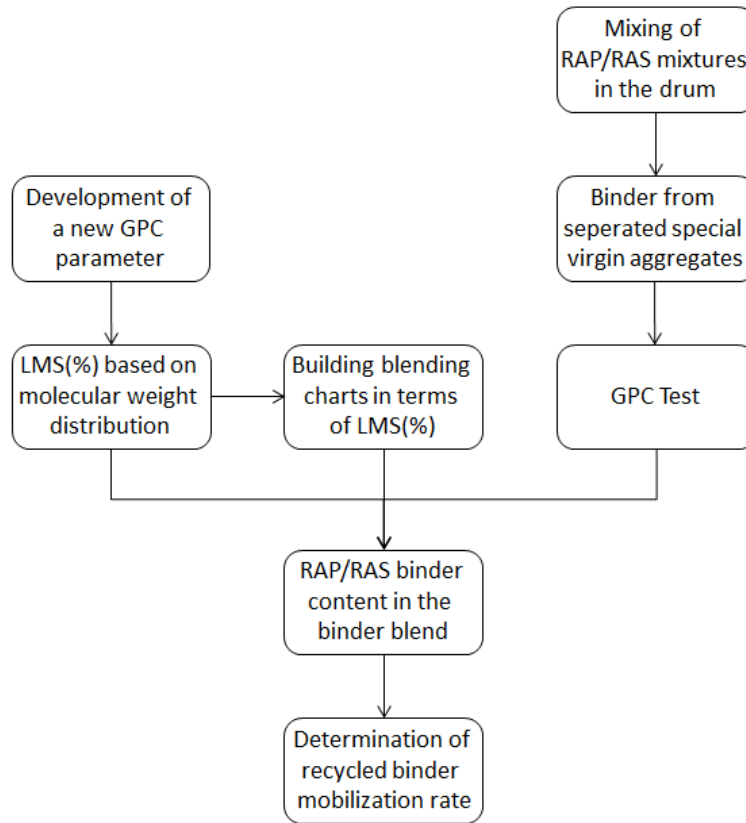 Mixing of
RAP/RAS mixtures
in the drum
Development of
a new GPC
parameter
Binder from
seperated special
virgin aggregates
LMS(%) based on
molecular weight
distribution
Building blending
charts in terms
of LMS(%)
GPC Test
RAP/RAS binder
content in the
binder blend
Determination of
recycled binder
mobilization rate